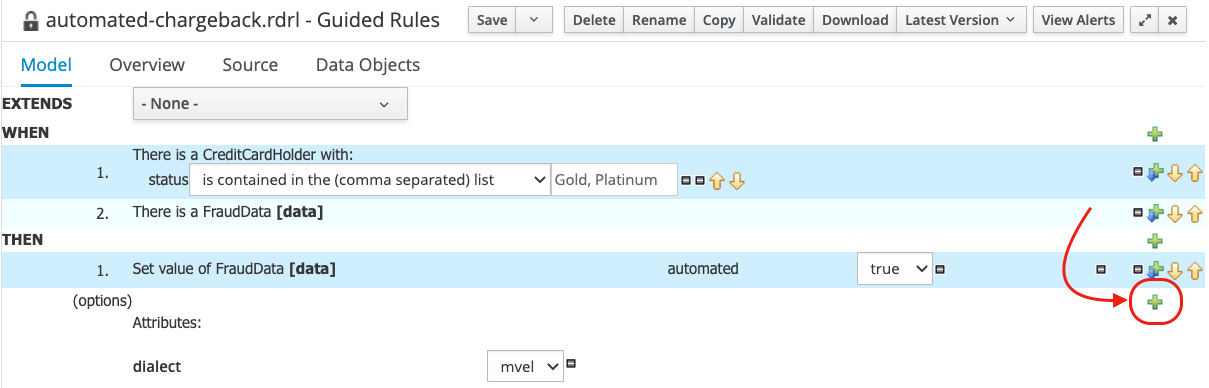 automated-chargeback.rdrl - Guided Rules Save Delete Rename Copy Validate Download Latest Version View Alerts
Model Overview Source Data Objects
EXTENDS - None -
WHEN
There is a CreditCardHolder with:
1. status is contained in the (comma separated) list Gold, Platinum
2. There is a FraudData [data]
THEN
1. Set value of FraudData [data] automated true
(options)
Attributes:
dialect mvel